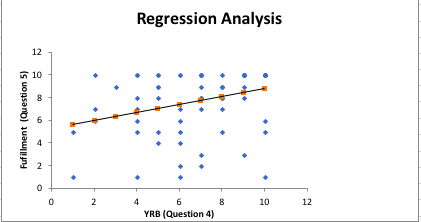 Regression Analysis
12
10
8
6
4
2
0
0 2 4 6 8 10 12
Fufillment (Question 5)
YRB (Question 4)